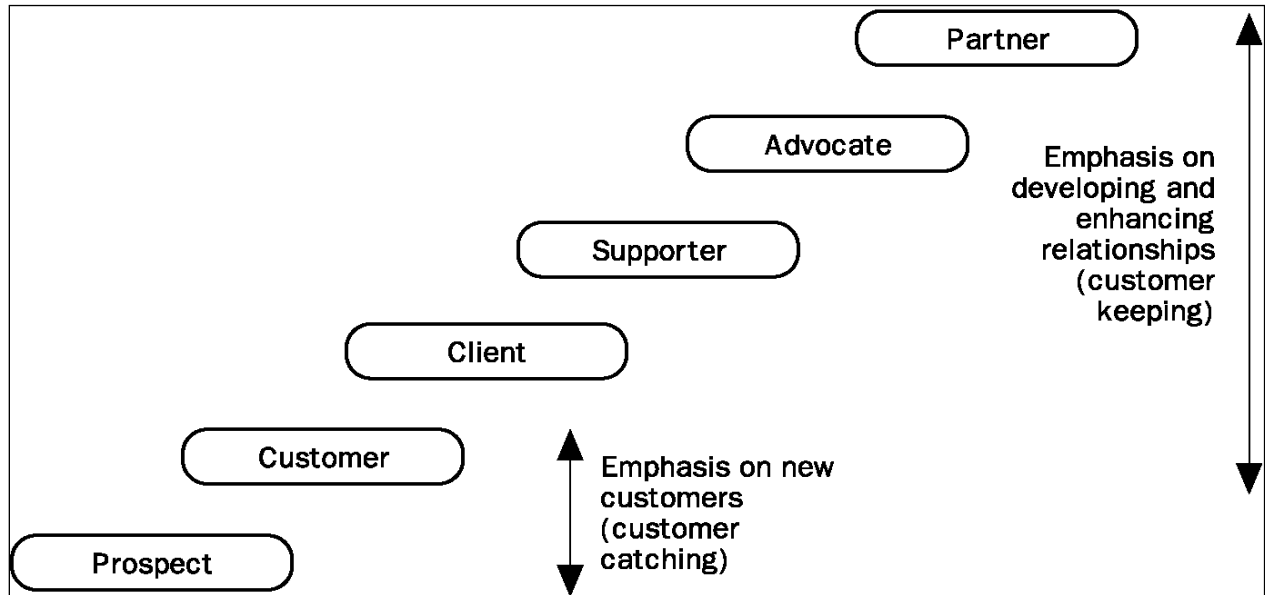 Partner
Advocate
Emphasis on
developing and
enhancing
relationships
(customer
keeping)
Supporter
Client
Customer
Emphasis on new
customers
(customer
catching)
Prospect